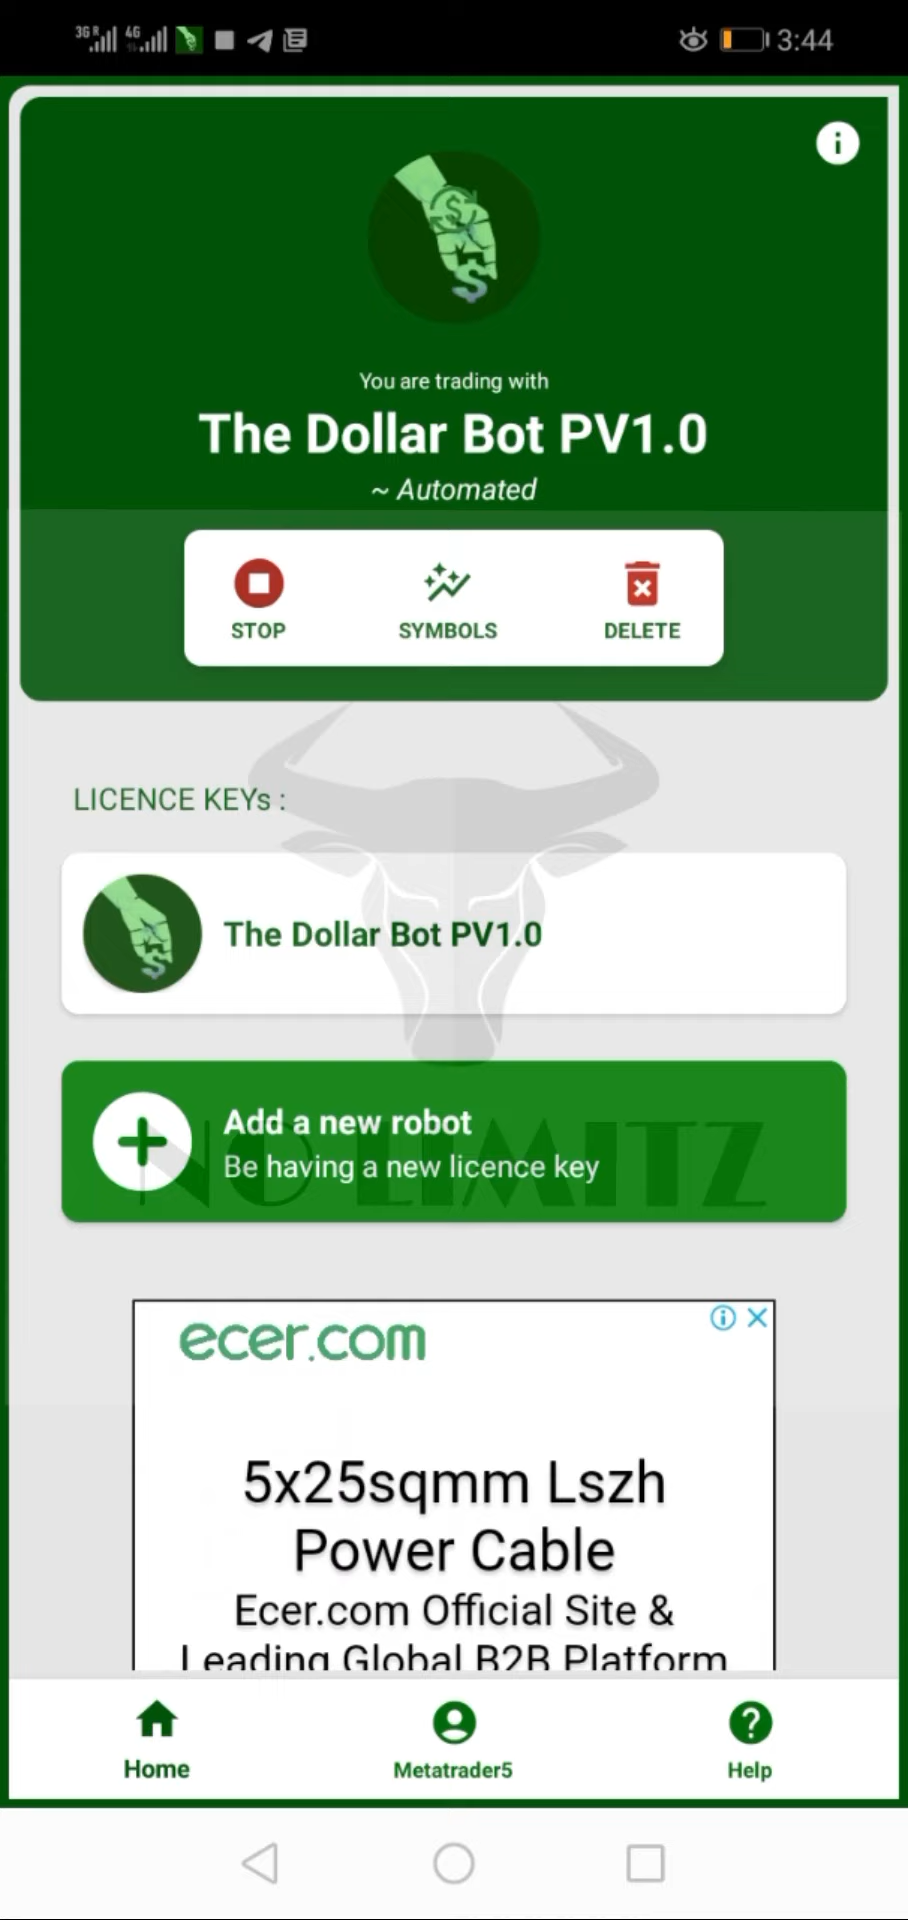 3G R 4G 3:44
You are trading with
The Dollar Bot PV1.0
~ Automated
STOP SYMBOLS DELETE
LICENCE KEYs :
The Dollar Bot PV1.0
Add a new robot
Be having a new licence key
NO LIMITZ
ecer.com
5x25sqmm Lszh
Power Cable
Ecer.com Official Site &
Leading Global B2B Platform
Home Metatrader5 Help